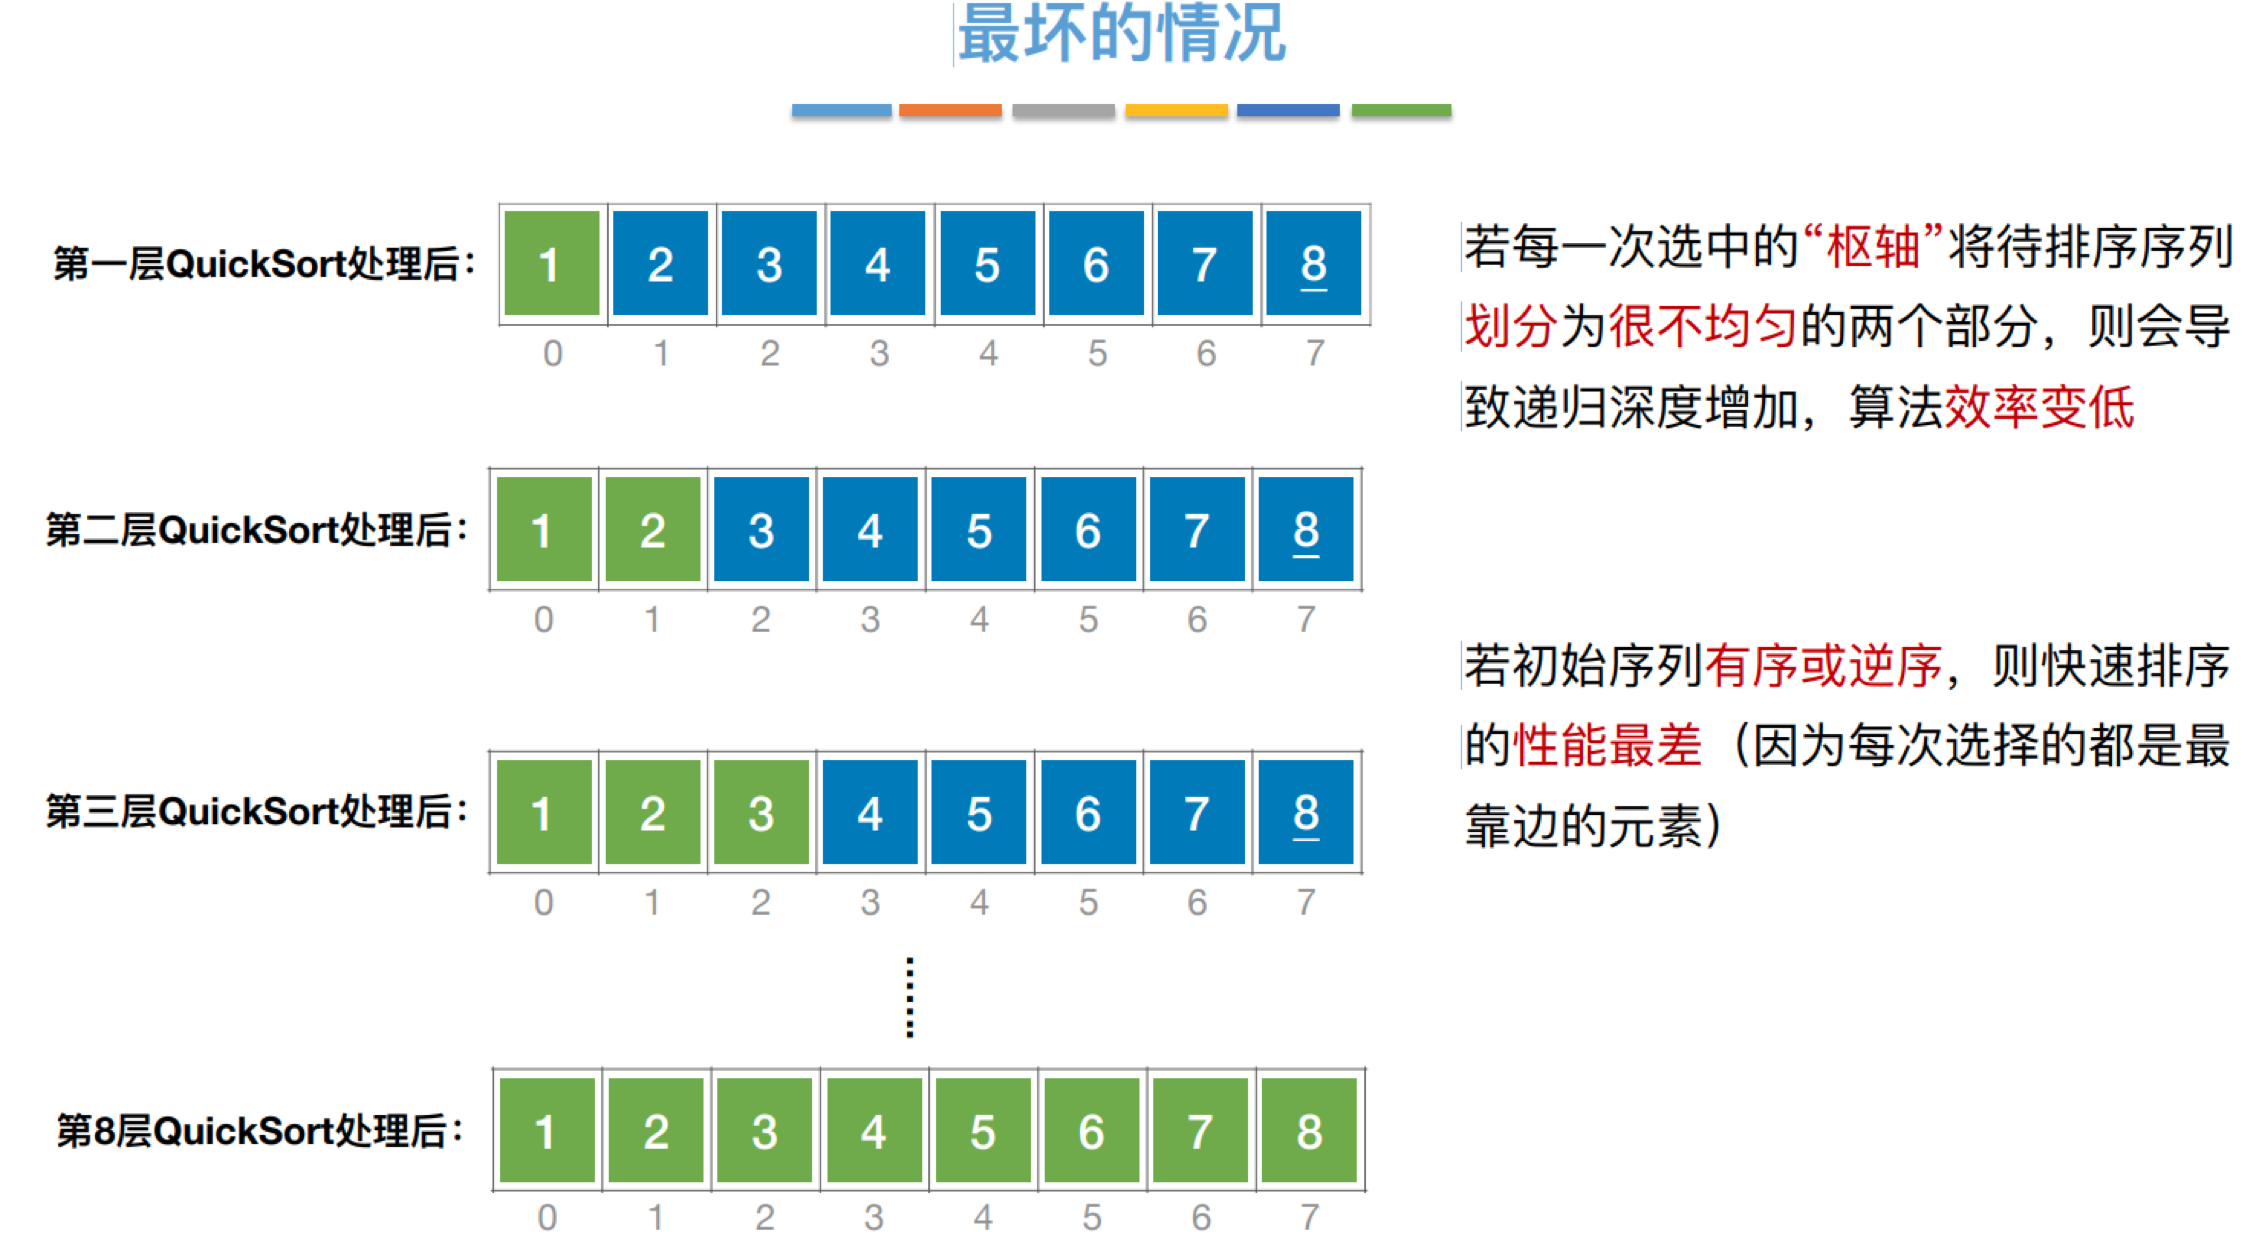 最坏的情况
第一层QuickSort处理后：
1 2 3 4 5 6 7 8
0 1 2 3 4 5 6 7
第二层QuickSort处理后：
1 2 3 4 5 6 7 8
0 1 2 3 4 5 6 7
第三层QuickSort处理后：
1 2 3 4 5 6 7 8
0 1 2 3 4 5 6 7
第8层QuickSort处理后：
1 2 3 4 5 6 7 8
0 1 2 3 4 5 6 7
若每一次选中的“枢轴”将待排序序列
划分为很不均匀的两个部分，则会导
致递归深度增加，算法效率变低
若初始序列有序或逆序，则快速排序
的性能最差（因为每次选择的都是最
靠边的元素）